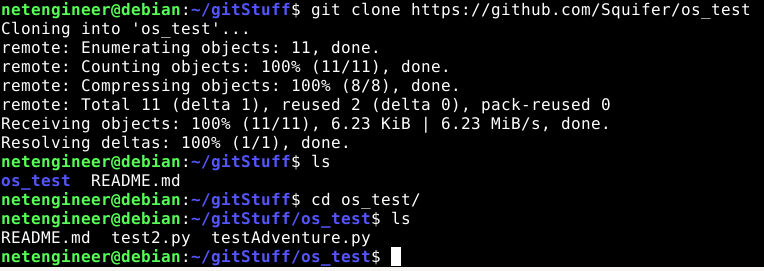 netengineer@debian:~/gitStuff$ git clone https://github.com/Squifer/os_test
Cloning into 'os_test'...
remote: Enumerating objects: 11, done.
remote: Counting objects: 100% (11/11), done.
remote: Compressing objects: 100% (8/8), done.
remote: Total 11 (delta 1), reused 2 (delta 0), pack-reused 0
Receiving objects: 100% (11/11), 6.23 KiB | 6.23 MiB/s, done.
Resolving deltas: 100% (1/1), done.
netengineer@debian:~/gitStuff$ ls
os_test  README.md
netengineer@debian:~/gitStuff$ cd os_test/
netengineer@debian:~/gitStuff/os_test$ ls
README.md  test2.py  testAdventure.py
netengineer@debian:~/gitStuff/os_test$